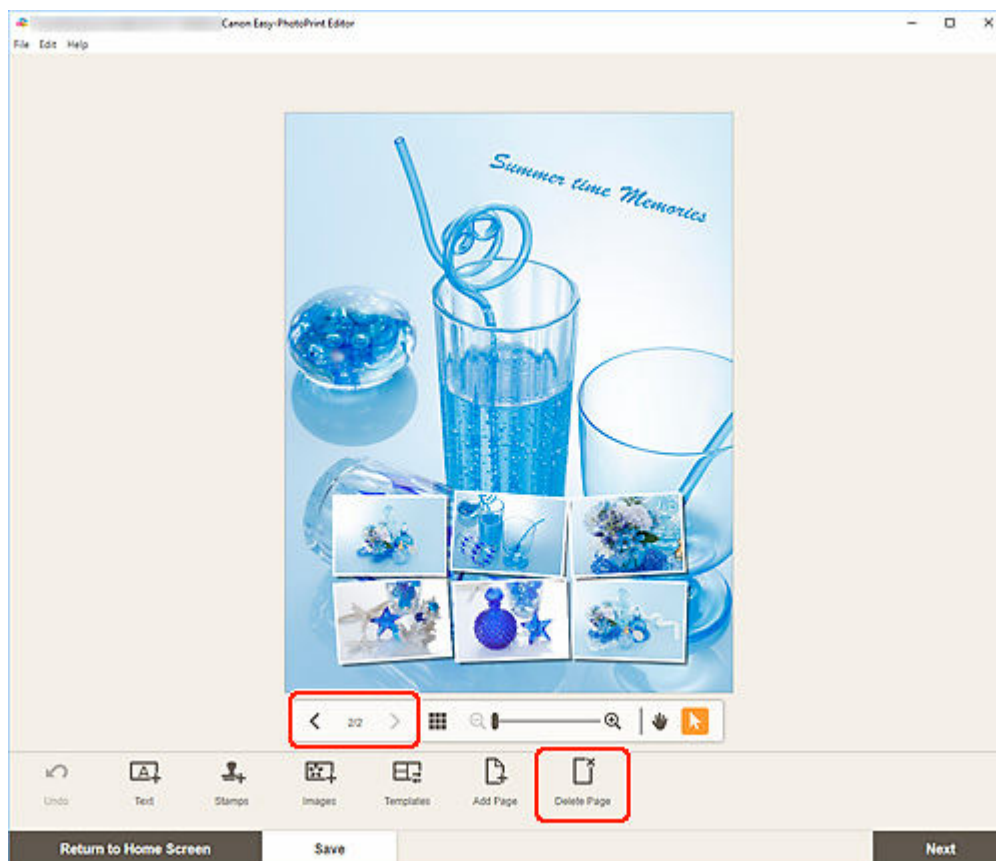 Canon Easy-PhotoPrint Editor
File Edit Help
Summer time Memories
2/2
Undo Text Stamps Images Templates Add Page Delete Page
Return to Home Screen Save Next